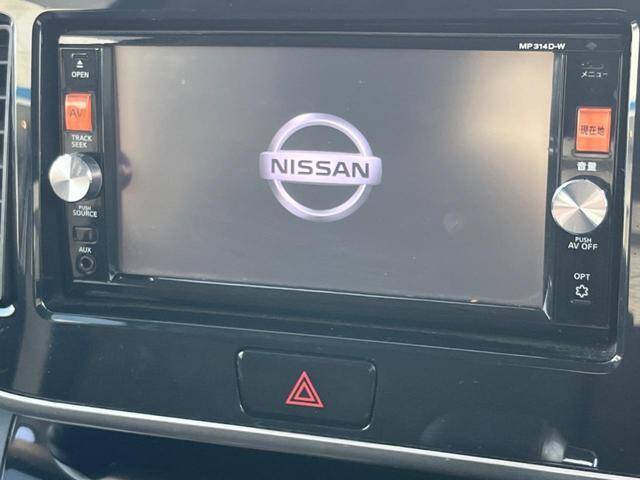 MP314D-W
OPEN
AV
TRACK
SEEK
PUSH
SOURCE
AUX
NISSAN
メニュー
現在地
音量
PUSH
AV OFF
OPT